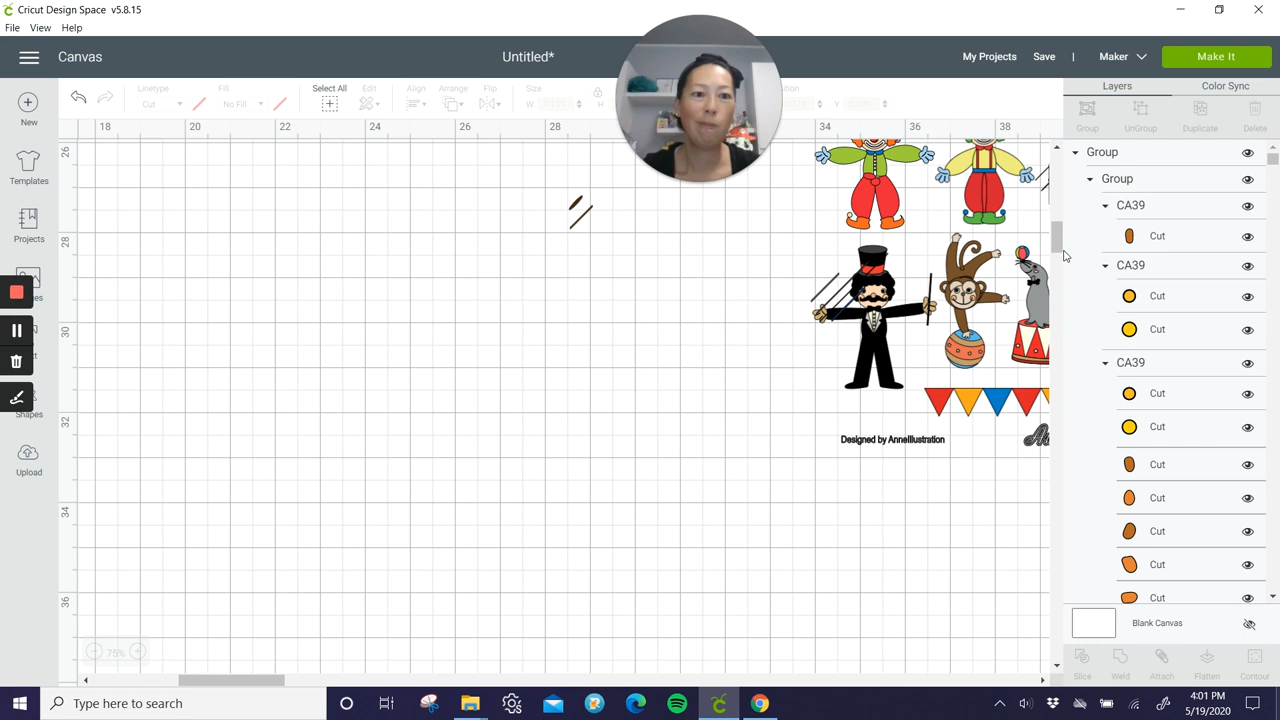 Cricut Design Space v5.8.15
File View Help
Canvas
Untitled*
My Projects Save | Maker Make It
Linetype Fill Select All Edit Align Arrange Flip Size
Cut No Fill W H Y
Layers Color Sync
Group UnGroup Duplicate Delete
New
Templates
Projects
Shapes
Upload
18 20 22 24 26 28 34 36 38
26
28
30
32
34
36
Group
Group
CA39
Cut
CA39
Cut
Cut
CA39
Cut
Cut
Cut
Cut
Cut
Cut
Cut
Designed by AnneIllustration
75%
Blank Canvas
Slice Weld Attach Flatten Contour
Type here to search
4:01 PM
5/19/2020